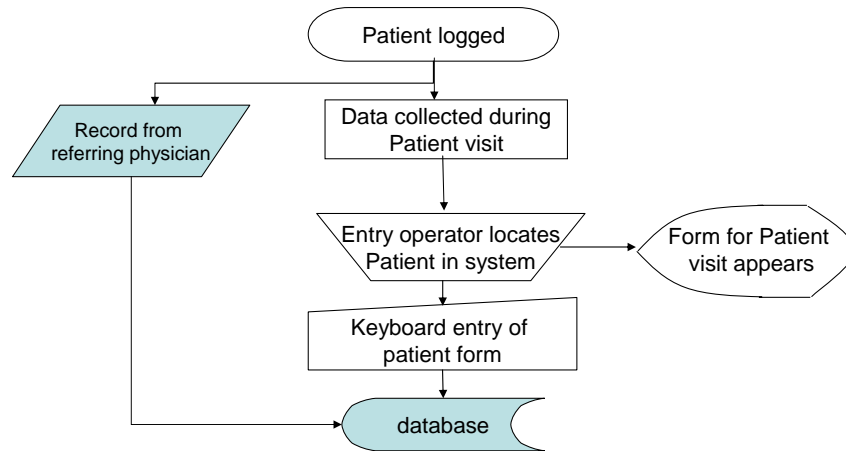 Patient logged
Record from
referring physician
Data collected during
Patient visit
Entry operator locates
Patient in system
Form for Patient
visit appears
Keyboard entry of
patient form
database